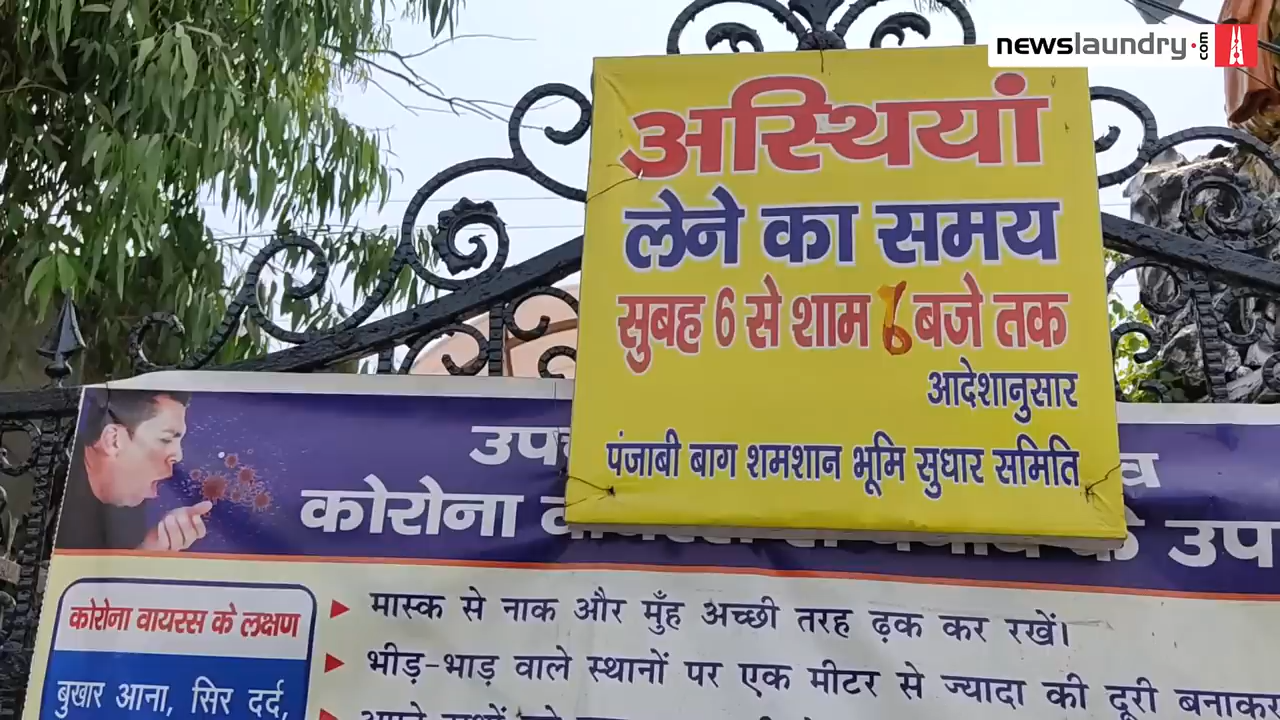 newslaundry.com
अस्थियां
लेने का समय
सुबह 6 से शाम 6 बजे तक
आदेशानुसार
पंजाबी बाग शमशान भूमि सुधार समिति
कोरोना
कोरोना वायरस के लक्षण
बुखार आना, सिर दर्द,
मास्क से नाक और मुँह अच्छी तरह ढ़क कर रखें।
भीड़-भाड़ वाले स्थानों पर एक मीटर से ज्यादा की दूरी बनाकर